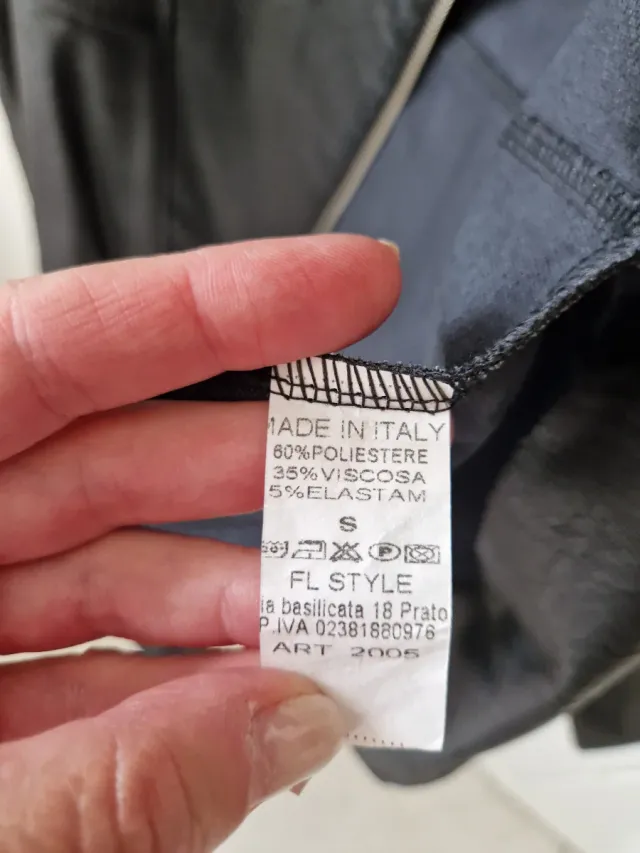 MADE IN ITALY
60%POLIESTERE
35%VISCOSA
5%ELASTAM
S
P
FL STYLE
ia basilicata 18 Prato
P.IVA 02381880976
ART 2005